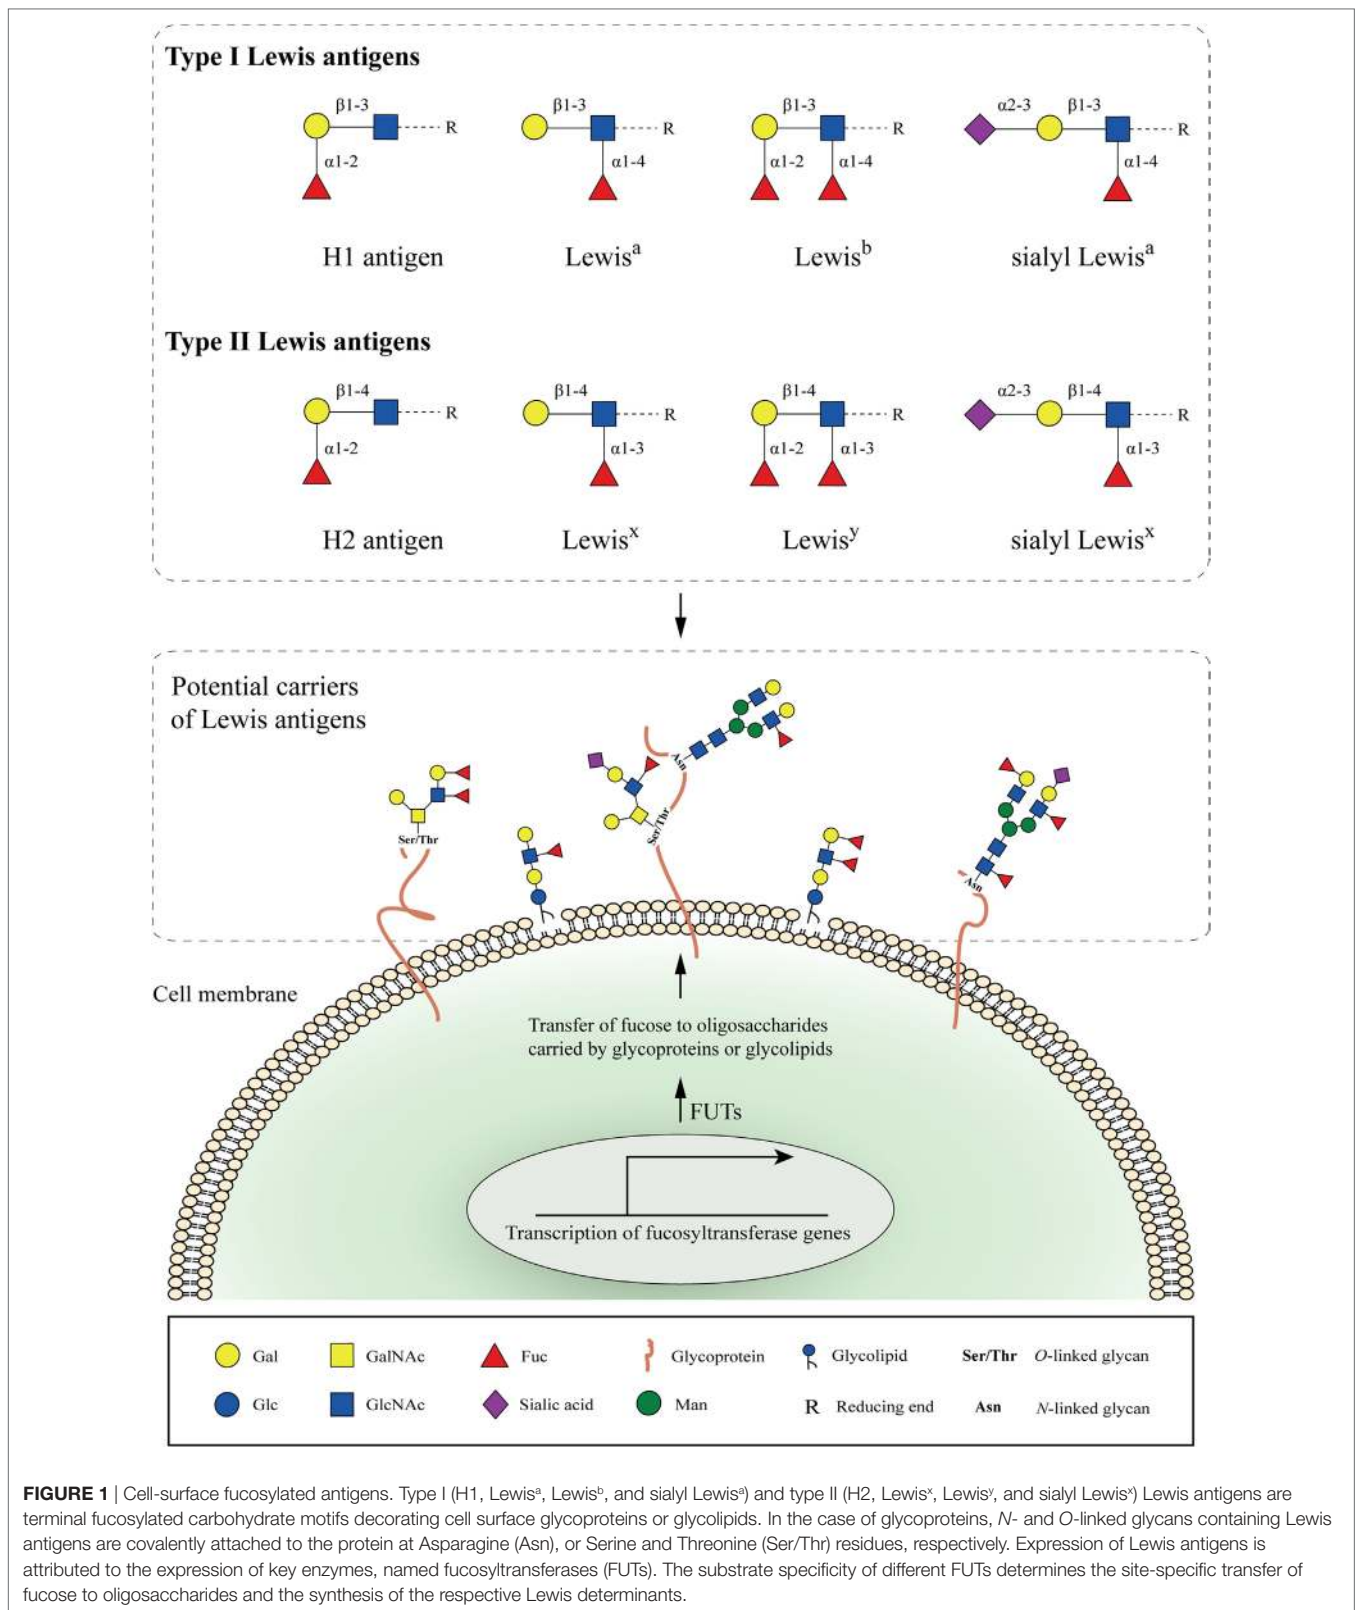 Type I Lewis antigens
β1-3 β1-3 β1-3 α2-3 β1-3
R R R R
α1-2 α1-4 α1-2 α1-4 α1-4
H1 antigen Lewisᵃ Lewisᵇ sialyl Lewisᵃ
Type II Lewis antigens
β1-4 β1-4 β1-4 α2-3 β1-4
R R R R
α1-2 α1-3 α1-2 α1-3 α1-3
H2 antigen Lewisˣ Lewisʸ sialyl Lewisˣ
Potential carriers
of Lewis antigens
Asn
Ser/Thr
Ser/Thr
Asn
Cell membrane
Transfer of fucose to oligosaccharides
carried by glycoproteins or glycolipids
FUTs
Transcription of fucosyltransferase genes
Gal GalNAc Fuc Glycoprotein Glycolipid Ser/Thr O-linked glycan
Glc GlcNAc Sialic acid Man R Reducing end Asn N-linked glycan
FIGURE 1 | Cell-surface fucosylated antigens. Type I (H1, Lewisᵃ, Lewisᵇ, and sialyl Lewisᵃ) and type II (H2, Lewisˣ, Lewisʸ, and sialyl Lewisˣ) Lewis antigens are
terminal fucosylated carbohydrate motifs decorating cell surface glycoproteins or glycolipids. In the case of glycoproteins, N- and O-linked glycans containing Lewis
antigens are covalently attached to the protein at Asparagine (Asn), or Serine and Threonine (Ser/Thr) residues, respectively. Expression of Lewis antigens is
attributed to the expression of key enzymes, named fucosyltransferases (FUTs). The substrate specificity of different FUTs determines the site-specific transfer of
fucose to oligosaccharides and the synthesis of the respective Lewis determinants.